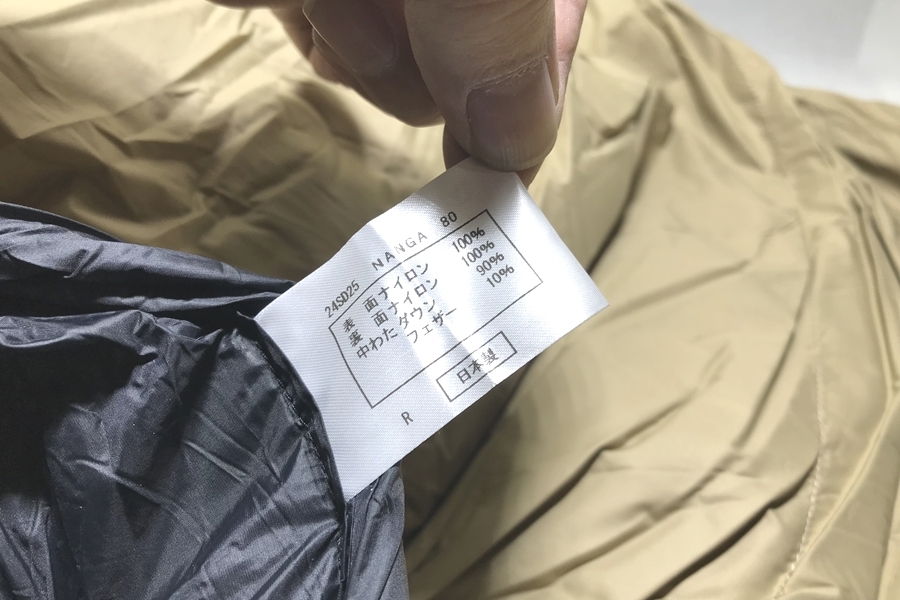 24SD25 NANGA 80
表 面 ナイロン 100%
裏 面 ナイロン 100%
中わた ダウン 90%
フェザー 10%
日本製
R